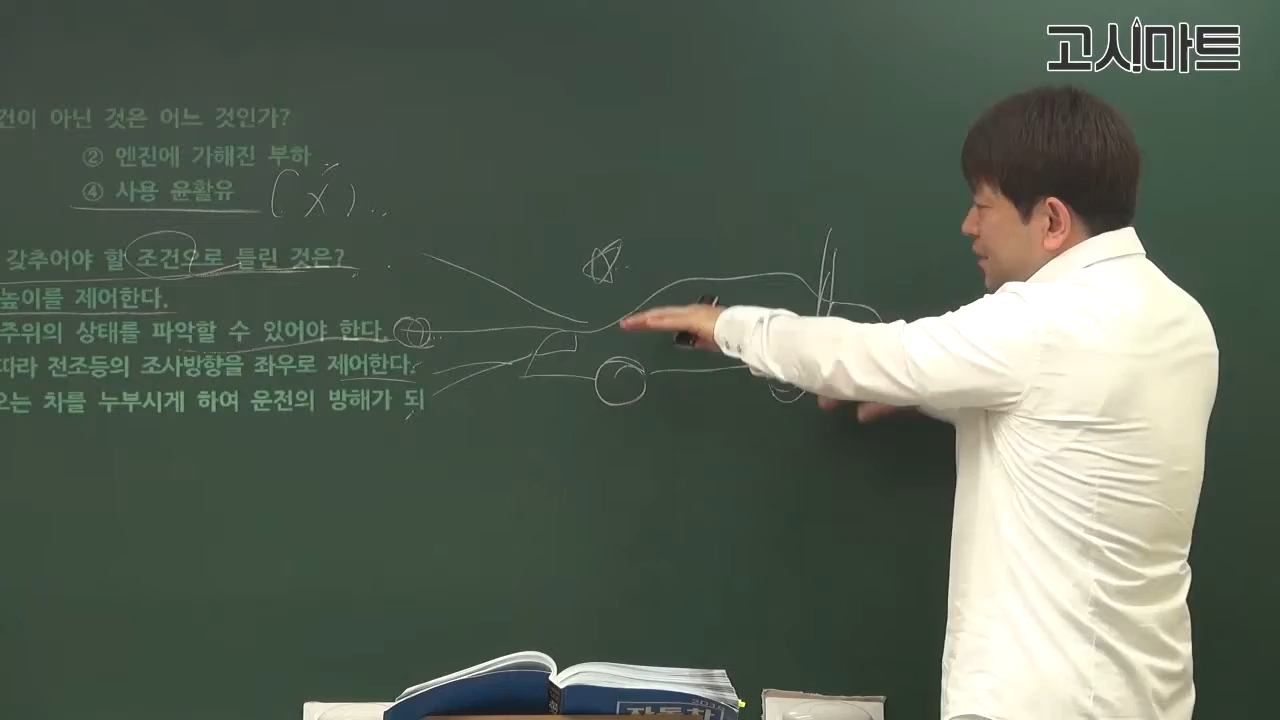 고시마트
건이 아닌 것은 어느 것인가?
② 엔진에 가해진 부하
④ 사용 윤활유 (X)
갖추어야 할 조건으로 틀린 것은?
높이를 제어한다.
주위의 상태를 파악할 수 있어야 한다.
따라 전조등의 조사방향을 좌우로 제어한다.
오는 차를 누부시게 하여 운전의 방해가 되
자동차